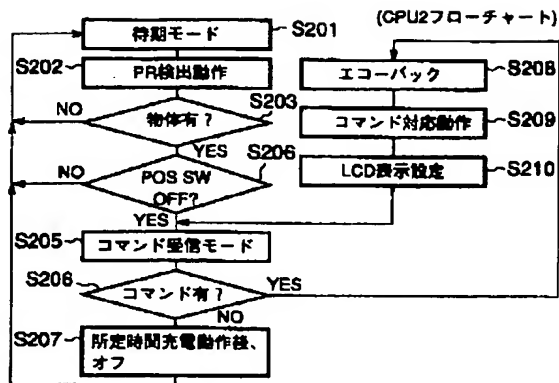 (CPU2フローチャート)
待期モード S201
S202 PR検出動作
物体有? S203
NO
YES
POS SW OFF? S206
NO
YES
S205 コマンド受信モード
S206 コマンド有?
YES
NO
S207 所定時間充電動作後、
オフ
エコーバック S208
コマンド対応動作 S209
LCD表示設定 S210